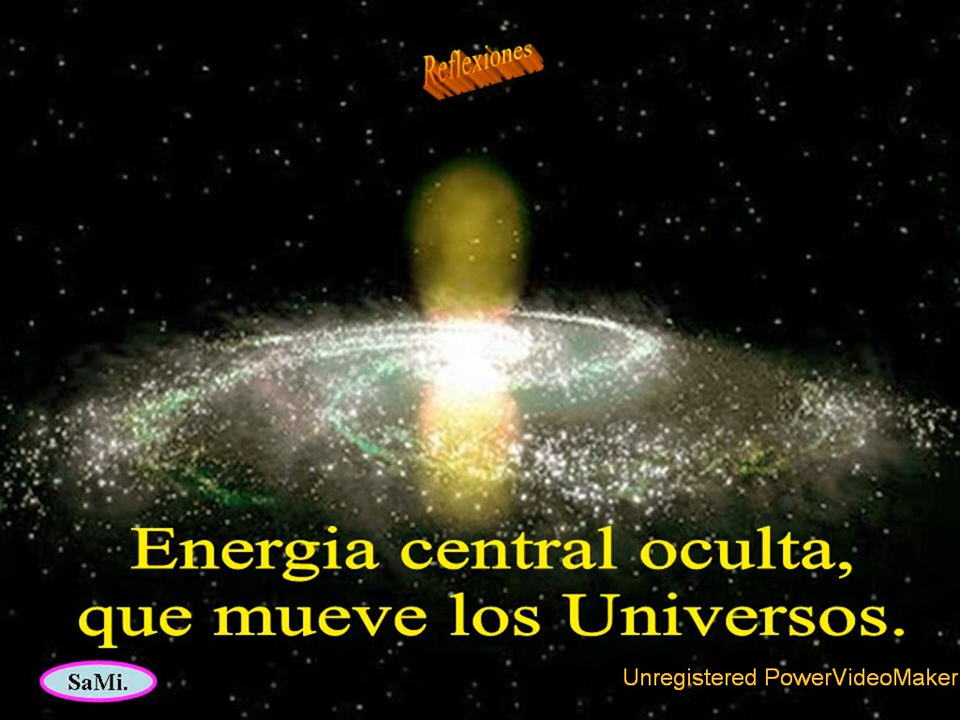 Reflexiones
Energia central oculta,
que mueve los Universos.
SaMi.
Unregistered PowerVideoMaker